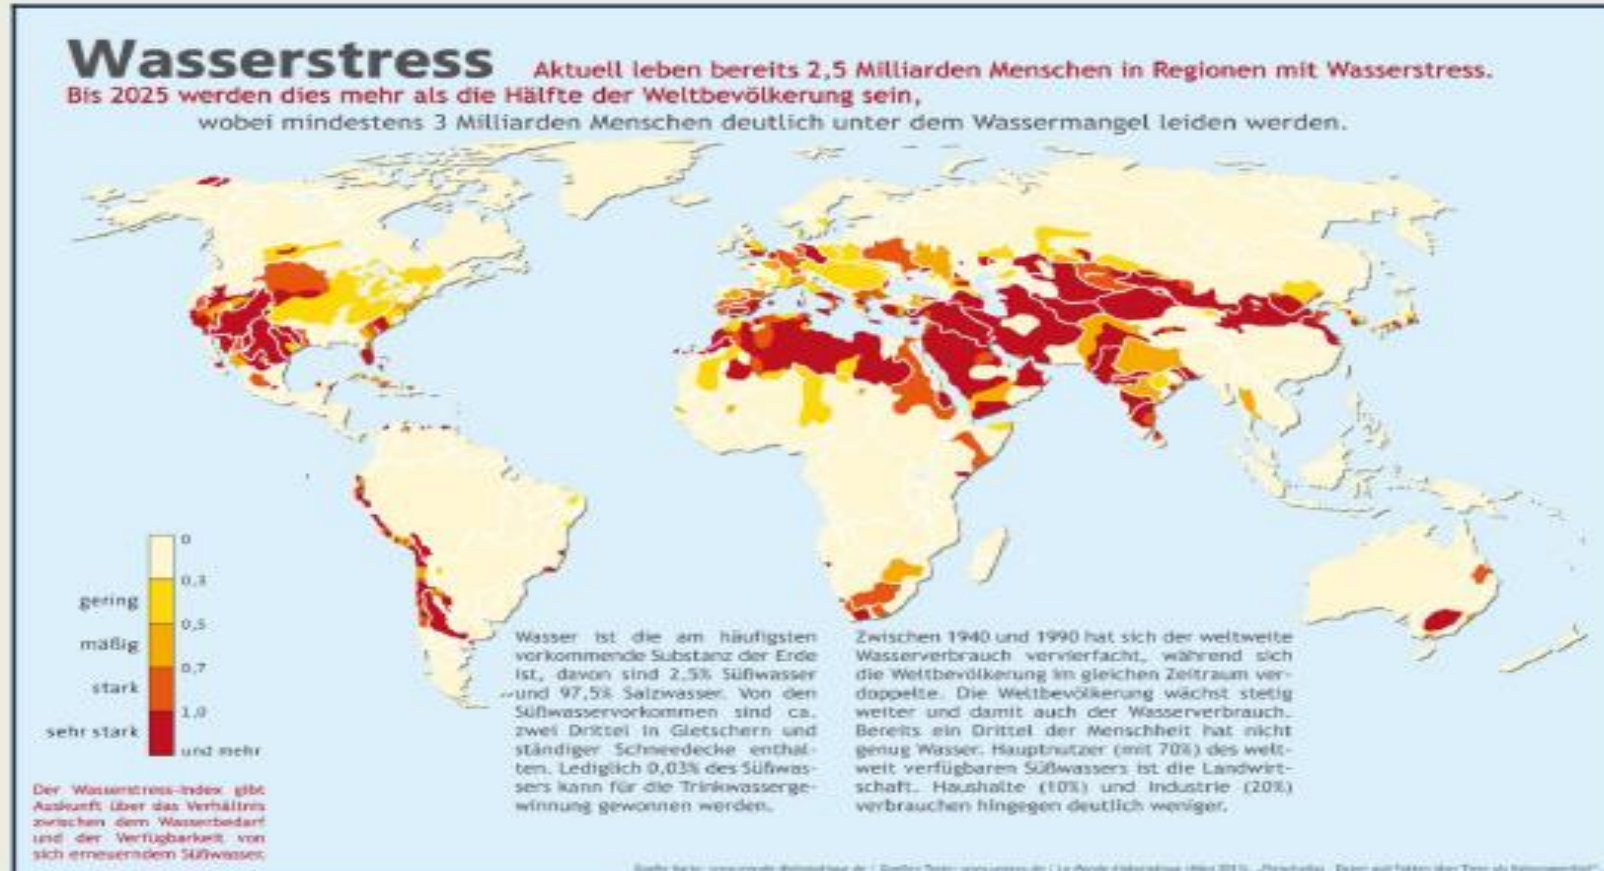 Wasserstress
Aktuell leben bereits 2,5 Milliarden Menschen in Regionen mit Wasserstress.
Bis 2025 werden dies mehr als die Hälfte der Weltbevölkerung sein,
wobei mindestens 3 Milliarden Menschen deutlich unter dem Wassermangel leiden werden.
0
0,3
gering
0,5
mäßig
0,7
stark
1,0
sehr stark
und mehr
Der Wasserstress-Index gibt
Auskunft über das Verhältnis
zwischen dem Wasserbedarf
und der Verfügbarkeit von
sich erneuerndem Süßwasser.
Wasser ist die am häufigsten
vorkommende Substanz der Erde
ist, davon sind 2,5% Süßwasser
und 97,5% Salzwasser. Von den
Süßwasservorkommen sind ca.
zwei Drittel in Gletschern und
ständiger Schneedecke enthal-
ten. Lediglich 0,03% des Süßwas-
sers kann für die Trinkwasserge-
winnung gewonnen werden.
Zwischen 1940 und 1990 hat sich der weltweite
Wasserverbrauch vervierfacht, während sich
die Weltbevölkerung im gleichen Zeitraum ver-
doppelte. Die Weltbevölkerung wächst stetig
weiter und damit auch der Wasserverbrauch.
Bereits ein Drittel der Menschheit hat nicht
genug Wasser. Hauptnutzer (mit 70%) des welt-
weit verfügbaren Süßwassers ist die Landwirt-
schaft. Haushalte (10%) und Industrie (20%)
verbrauchen hingegen deutlich weniger.